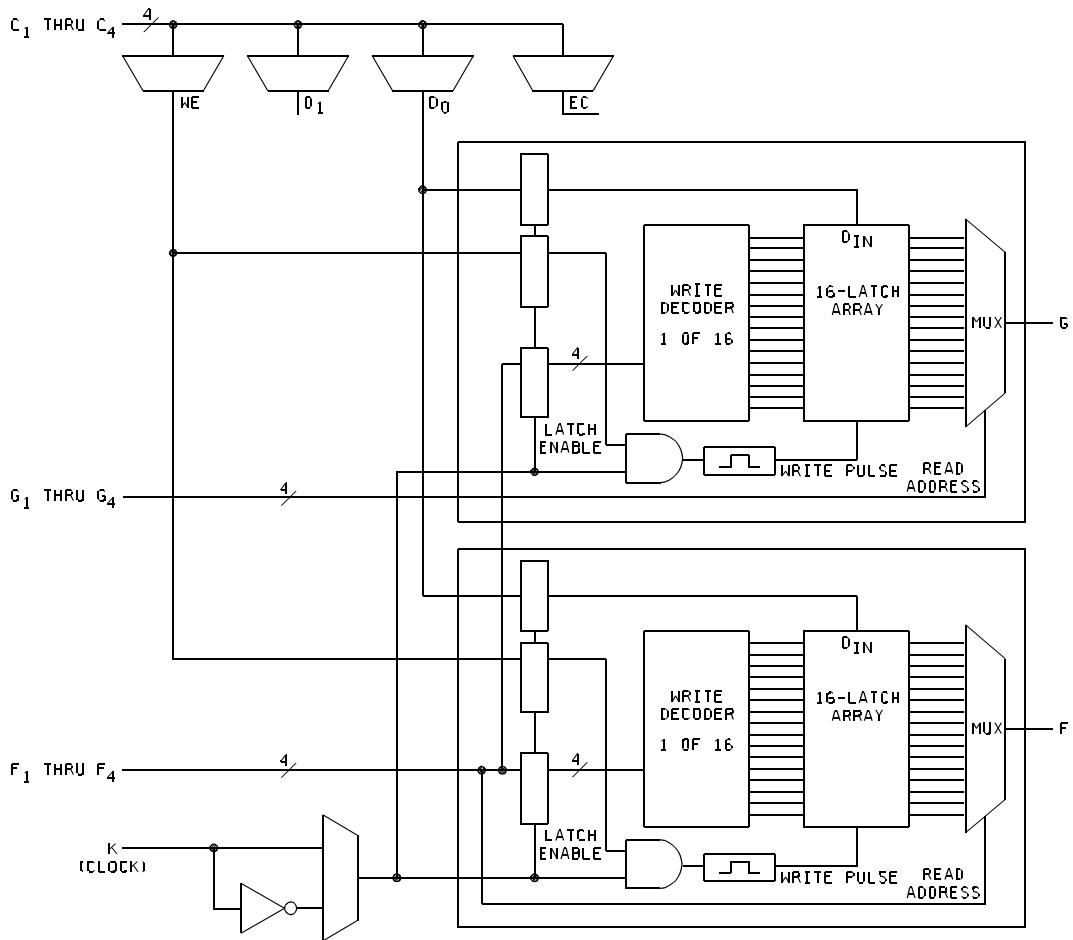 C1 THRU C4
4
WE
D1
D0
EC
DIN
WRITE
DECODER
1 OF 16
16-LATCH
ARRAY
MUX
G
4
LATCH
ENABLE
WRITE PULSE
READ
ADDRESS
G1 THRU G4
4
DIN
WRITE
DECODER
1 OF 16
16-LATCH
ARRAY
MUX
F
F1 THRU F4
4
4
LATCH
ENABLE
WRITE PULSE
READ
ADDRESS
K
(CLOCK)